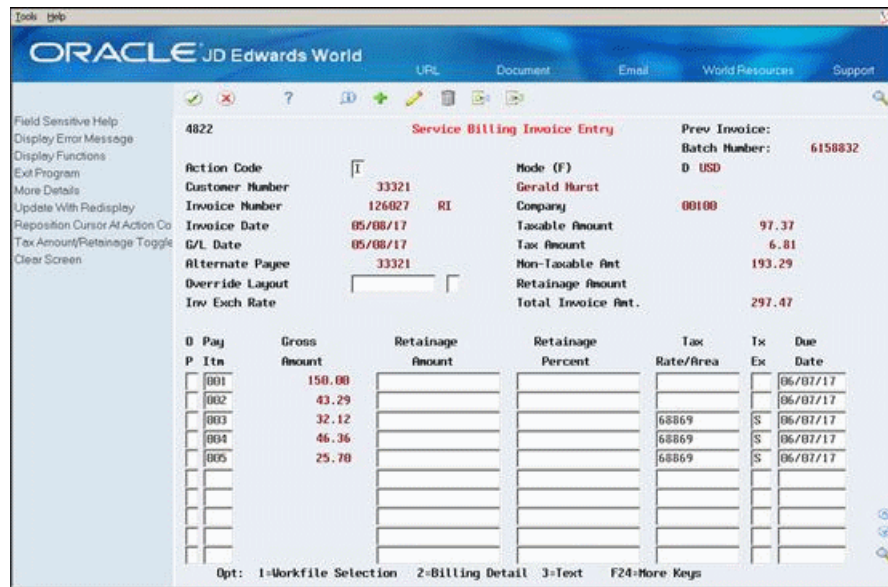 Tools Help
ORACLE JD Edwards World
URL Document Email World Resources Support
Field Sensitive Help
Display Error Message
Display Functions
Exit Program
More Details
Update With Redisplay
Reposition Cursor At Action Co
Tax Amount/Retainage Toggle
Clear Screen
4822 Service Billing Invoice Entry Prev Invoice:
Batch Number: 6158832
Action Code I Mode (F) D USD
Customer Number 33321 Gerald Hurst
Invoice Number 126027 RI Company 00100
Invoice Date 05/08/17 Taxable Amount 97.37
G/L Date 05/08/17 Tax Amount 6.81
Alternate Payee 33321 Non-Taxable Amt 193.29
Override Layout Retainage Amount
Inv Exch Rate Total Invoice Amt. 297.47
O Pay Gross Retainage Retainage Tax Tx Due
P Itm Amount Amount Percent Rate/Area Ex Date
001 150.00 06/07/17
002 43.29 06/07/17
003 32.12 68869 S 06/07/17
004 46.36 68869 S 06/07/17
005 25.70 68869 S 06/07/17
Opt: 1=Workfile Selection 2=Billing Detail 3=Text F24=More Keys